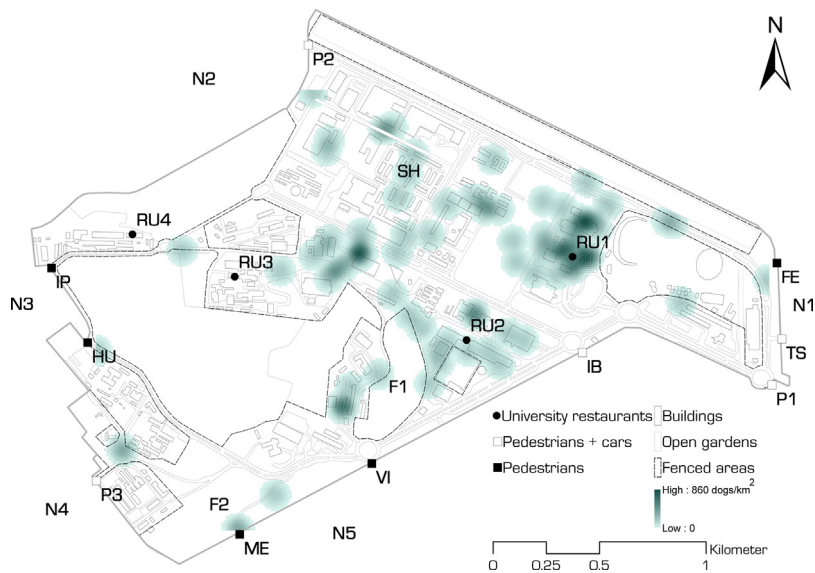 P2
N
N2
SH
RU4
RU1
RU3
IP
FE
N3
N1
RU2
TS
HU
IB
F1
P1
University restaurants
Buildings
Pedestrians + cars
Open gardens
Pedestrians
Fenced areas
VI
High : 860 dogs/km2
P3
F2
N4
N5
Low : 0
ME
Kilometer
0 0.25 0.5 1